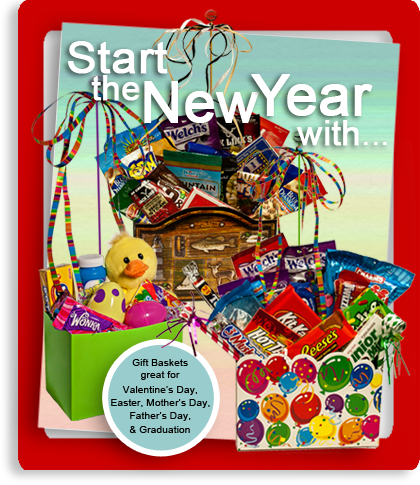 Start
the New Year
with...
Welch's
MOUNTAIN
Welch's
Welch's
WONKA
Reese's
Gift Baskets
great for
Valentine's Day,
Easter, Mother's Day,
Father's Day,
& Graduation